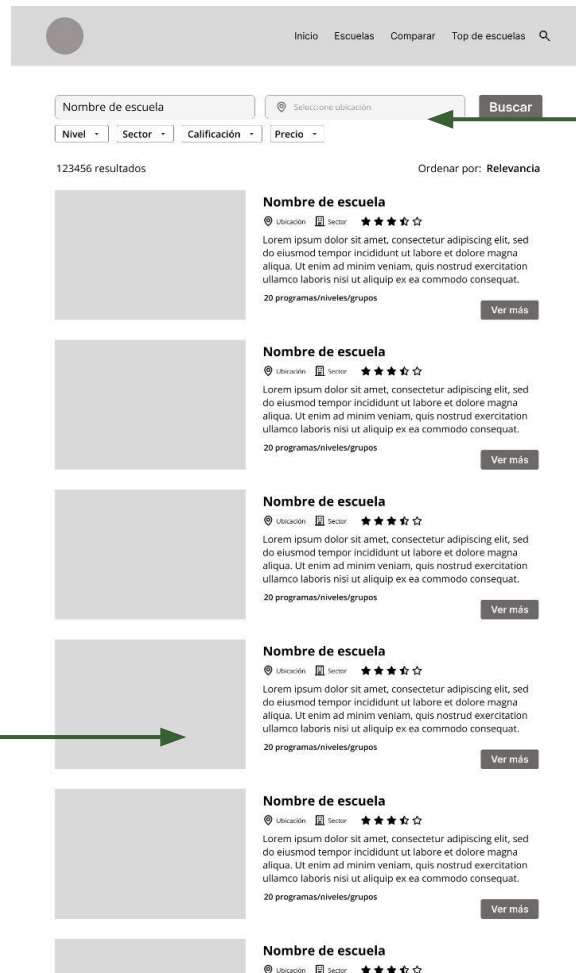 Inicio Escuelas Comparar Top de escuelas
Nombre de escuela Seleccione ubicación Buscar
Nivel Sector Calificación Precio
123456 resultados Ordenar por: Relevancia
Nombre de escuela
Ubicación Sector
Lorem ipsum dolor sit amet, consectetur adipiscing elit, sed
do eiusmod tempor incididunt ut labore et dolore magna
aliqua. Ut enim ad minim veniam, quis nostrud exercitation
ullamco laboris nisi ut aliquip ex ea commodo consequat.
20 programas/niveles/grupos
Ver más
Nombre de escuela
Ubicación Sector
Lorem ipsum dolor sit amet, consectetur adipiscing elit, sed
do eiusmod tempor incididunt ut labore et dolore magna
aliqua. Ut enim ad minim veniam, quis nostrud exercitation
ullamco laboris nisi ut aliquip ex ea commodo consequat.
20 programas/niveles/grupos
Ver más
Nombre de escuela
Ubicación Sector
Lorem ipsum dolor sit amet, consectetur adipiscing elit, sed
do eiusmod tempor incididunt ut labore et dolore magna
aliqua. Ut enim ad minim veniam, quis nostrud exercitation
ullamco laboris nisi ut aliquip ex ea commodo consequat.
20 programas/niveles/grupos
Ver más
Nombre de escuela
Ubicación Sector
Lorem ipsum dolor sit amet, consectetur adipiscing elit, sed
do eiusmod tempor incididunt ut labore et dolore magna
aliqua. Ut enim ad minim veniam, quis nostrud exercitation
ullamco laboris nisi ut aliquip ex ea commodo consequat.
20 programas/niveles/grupos
Ver más
Nombre de escuela
Ubicación Sector
Lorem ipsum dolor sit amet, consectetur adipiscing elit, sed
do eiusmod tempor incididunt ut labore et dolore magna
aliqua. Ut enim ad minim veniam, quis nostrud exercitation
ullamco laboris nisi ut aliquip ex ea commodo consequat.
20 programas/niveles/grupos
Ver más
Nombre de escuela
Ubicación Sector